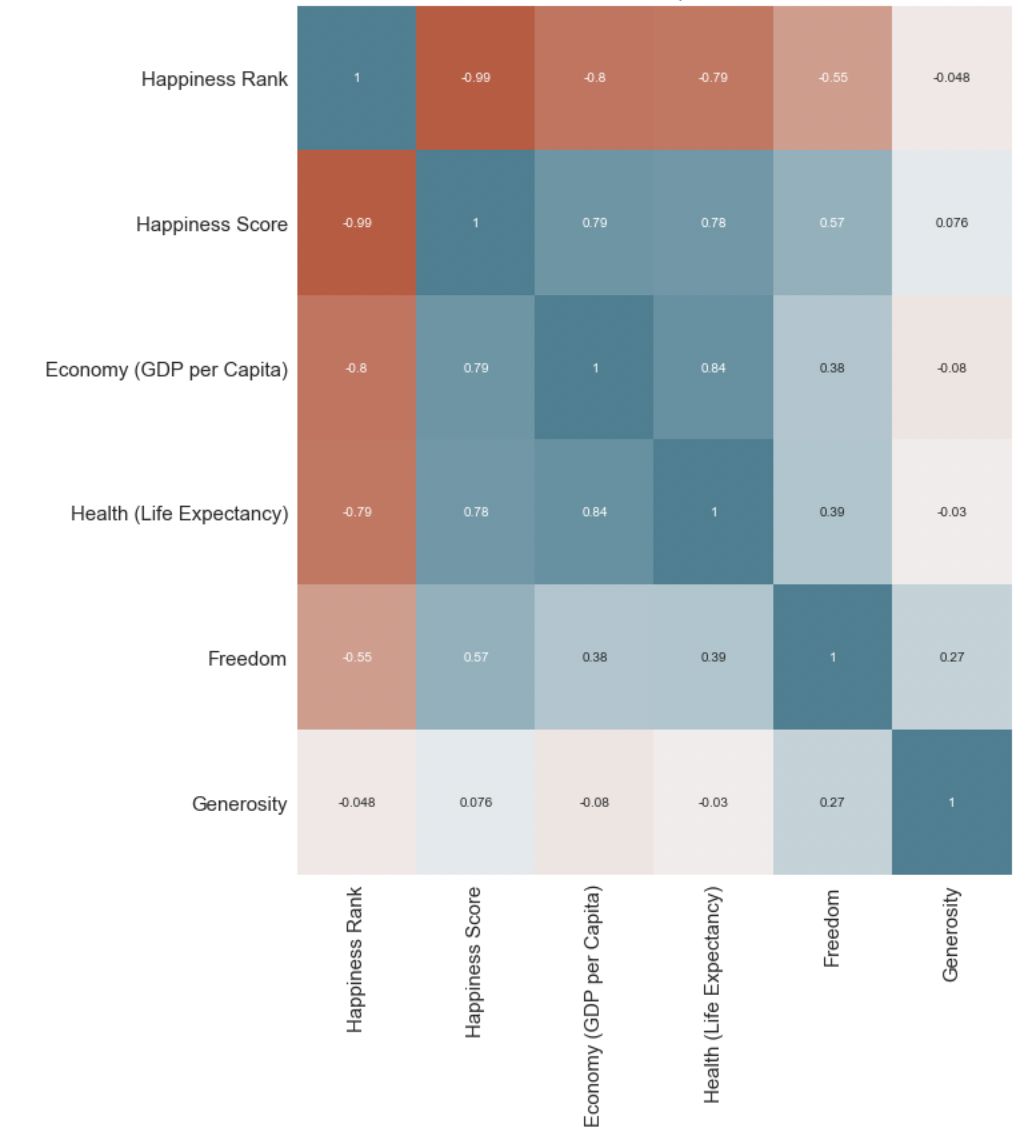 Happiness Rank 1 -0.99 -0.8 -0.79 -0.55 -0.048
Happiness Score -0.99 1 0.79 0.78 0.57 0.076
Economy (GDP per Capita) -0.8 0.79 1 0.84 0.38 -0.08
Health (Life Expectancy) -0.79 0.78 0.84 1 0.39 -0.03
Freedom -0.55 0.57 0.38 0.39 1 0.27
Generosity -0.048 0.076 -0.08 -0.03 0.27 1
Happiness Rank
Happiness Score
Economy (GDP per Capita)
Health (Life Expectancy)
Freedom
Generosity